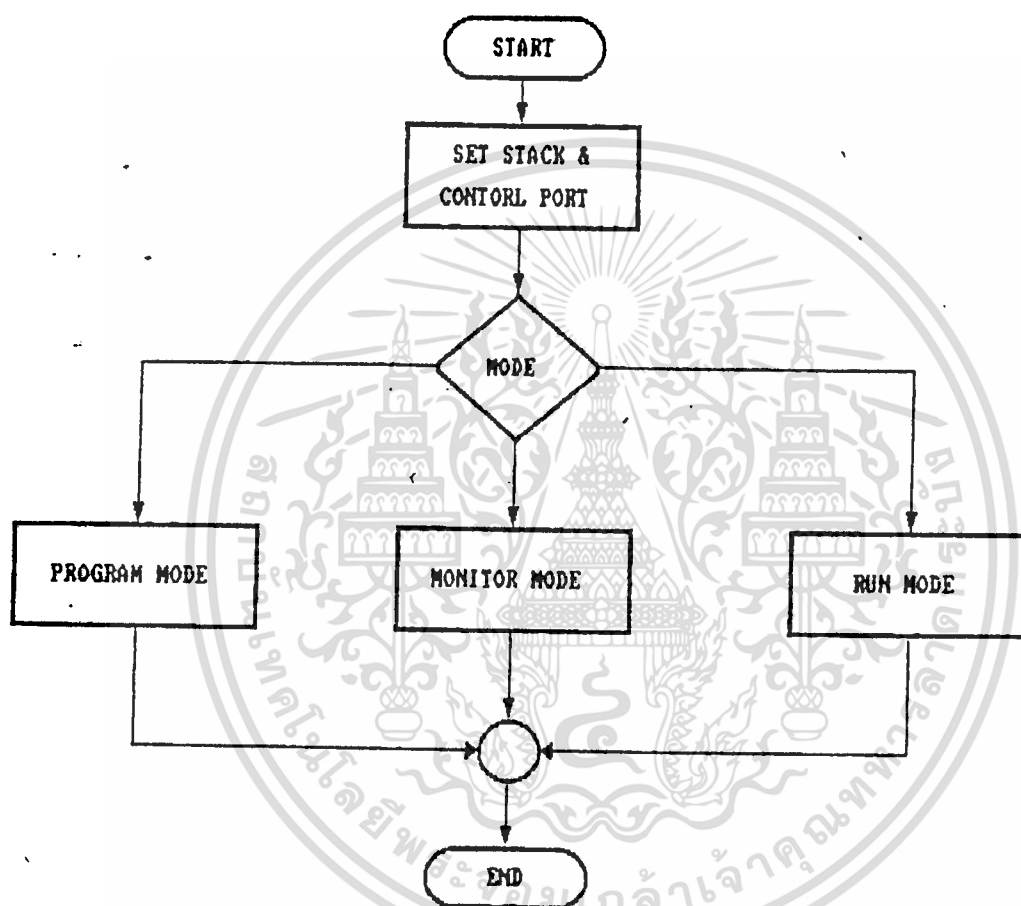 START
SET STACK &
CONTORL PORT
MODE
PROGRAM MODE
MONITOR MODE
RUN MODE
END